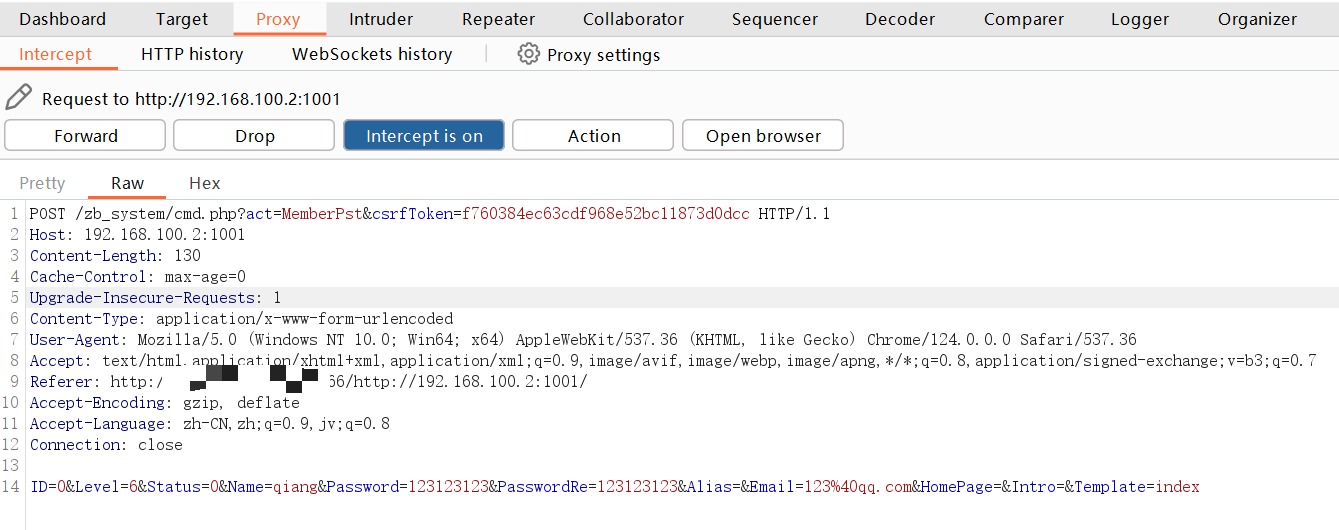 Dashboard Target Proxy Intruder Repeater Collaborator Sequencer Decoder Comparer Logger Organizer
Intercept HTTP history WebSockets history Proxy settings
Request to http://192.168.100.2:1001
Forward Drop Intercept is on Action Open browser
Pretty Raw Hex
1 POST /zb_system/cmd.php?act=MemberPst&csrfToken=f760384ec63cdf968e52bc11873d0dcc HTTP/1.1
2 Host: 192.168.100.2:1001
3 Content-Length: 130
4 Cache-Control: max-age=0
5 Upgrade-Insecure-Requests: 1
6 Content-Type: application/x-www-form-urlencoded
7 User-Agent: Mozilla/5.0 (Windows NT 10.0; Win64; x64) AppleWebKit/537.36 (KHTML, like Gecko) Chrome/124.0.0.0 Safari/537.36
8 Accept: text/html,application/xhtml+xml,application/xml;q=0.9,image/avif,image/webp,image/apng,*/*;q=0.8,application/signed-exchange;v=b3;q=0.7
9 Referer: http:/ 66/http://192.168.100.2:1001/
10 Accept-Encoding: gzip, deflate
11 Accept-Language: zh-CN,zh;q=0.9,jv;q=0.8
12 Connection: close
13
14 ID=0&Level=6&Status=0&Name=qiang&Password=123123123&PasswordRe=123123123&Alias=&Email=123%40qq.com&HomePage=&Intro=&Template=index